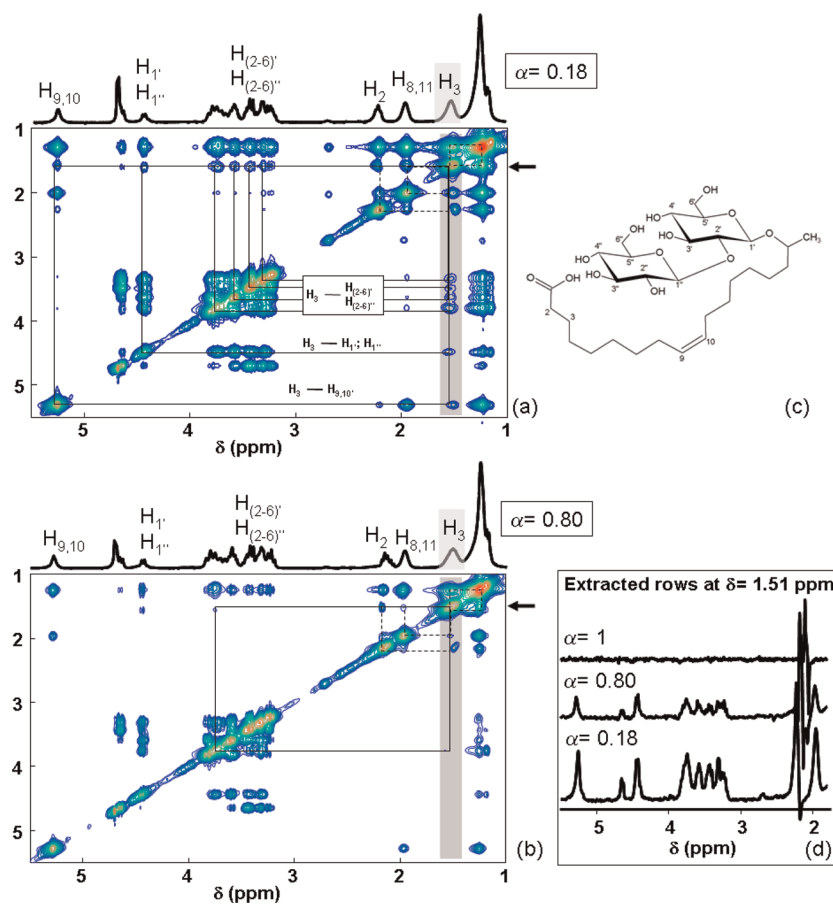 (a)
H9,10
H1'
H1''
H(2-6)'
H(2-6)''
H2
H8,11
H3
α= 0.18
1
2
3
4
5
H3 — H(2-6)'
H(2-6)''
H3 — H1'; H1''
H3 — H9,10'
5
4
3
2
1
δ (ppm)
(a)
OH
6'
4'
5'
O
HO
OH
HO
3'
2'
1'
O
CH3
6''
4''
5''
O
HO
HO
3''
2''
OH
1''
O
O
OH
2
3
9
10
(c)
(b)
H9,10
H1'
H1''
H(2-6)'
H(2-6)''
H2
H8,11
H3
α= 0.80
1
2
3
4
5
5
4
3
2
1
δ (ppm)
(b)
Extracted rows at δ= 1.51 ppm
α= 1
α= 0.80
α= 0.18
5
4
3
2
δ (ppm)
(d)